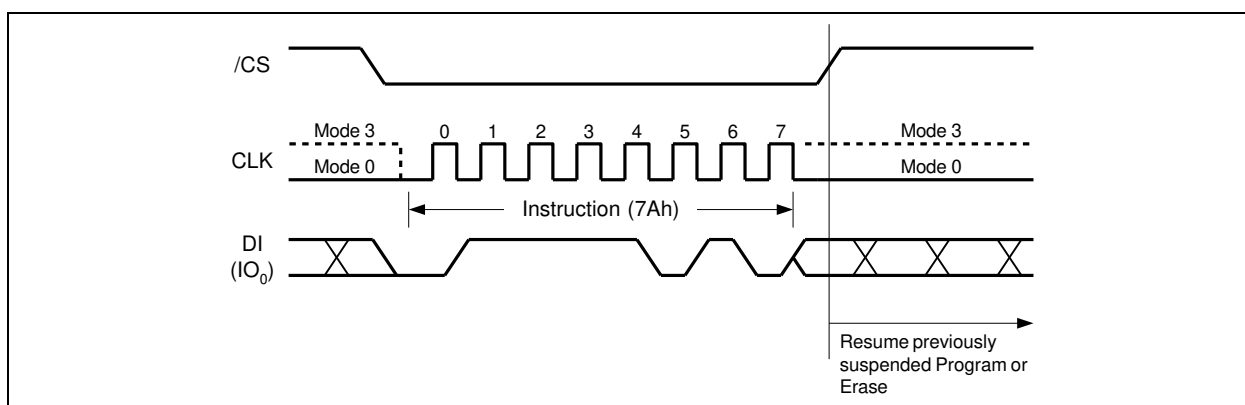 /CS
Mode 3
0 1 2 3 4 5 6 7
Mode 3
CLK
Mode 0
Mode 0
Instruction (7Ah)
DI
(IO0)
Resume previously
suspended Program or
Erase